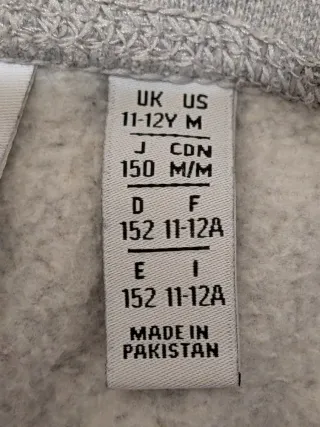 UK US
11-12Y M
J CDN
150 M/M
D F
152 11-12A
E I
152 11-12A
MADE IN
PAKISTAN